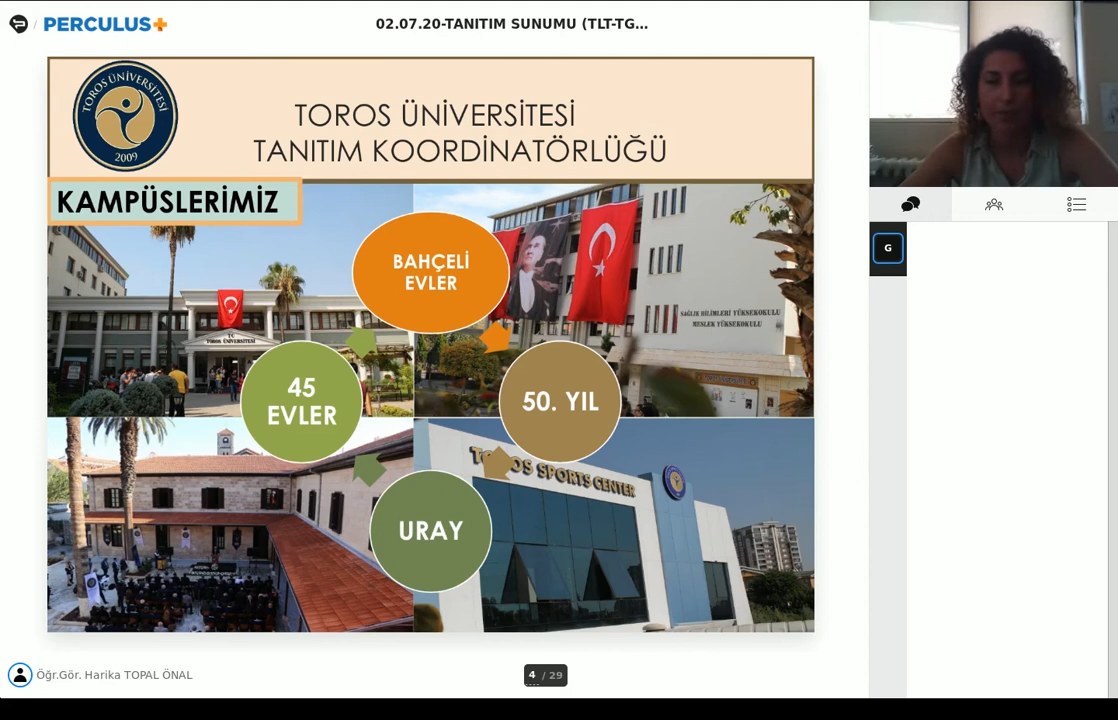 / PERCULUS+
02.07.20-TANITIM SUNUMU (TLT-TG...
TOROS ÜNİVERSİTESİ
2009
TOROS ÜNİVERSİTESİ
TANITIM KOORDİNATÖRLÜĞÜ
KAMPÜSLERİMİZ
BAHÇELİ
EVLER
T.C.
TOROS ÜNİVERSİTESİ
SAĞLIK BİLİMLERİ YÜKSEKOKULU
MESLEK YÜKSEKOKULU
45
EVLER
50. YIL
TOROS SPORTS CENTER
URAY
G
Öğr.Gör. Harika TOPAL ÖNAL
4 / 29